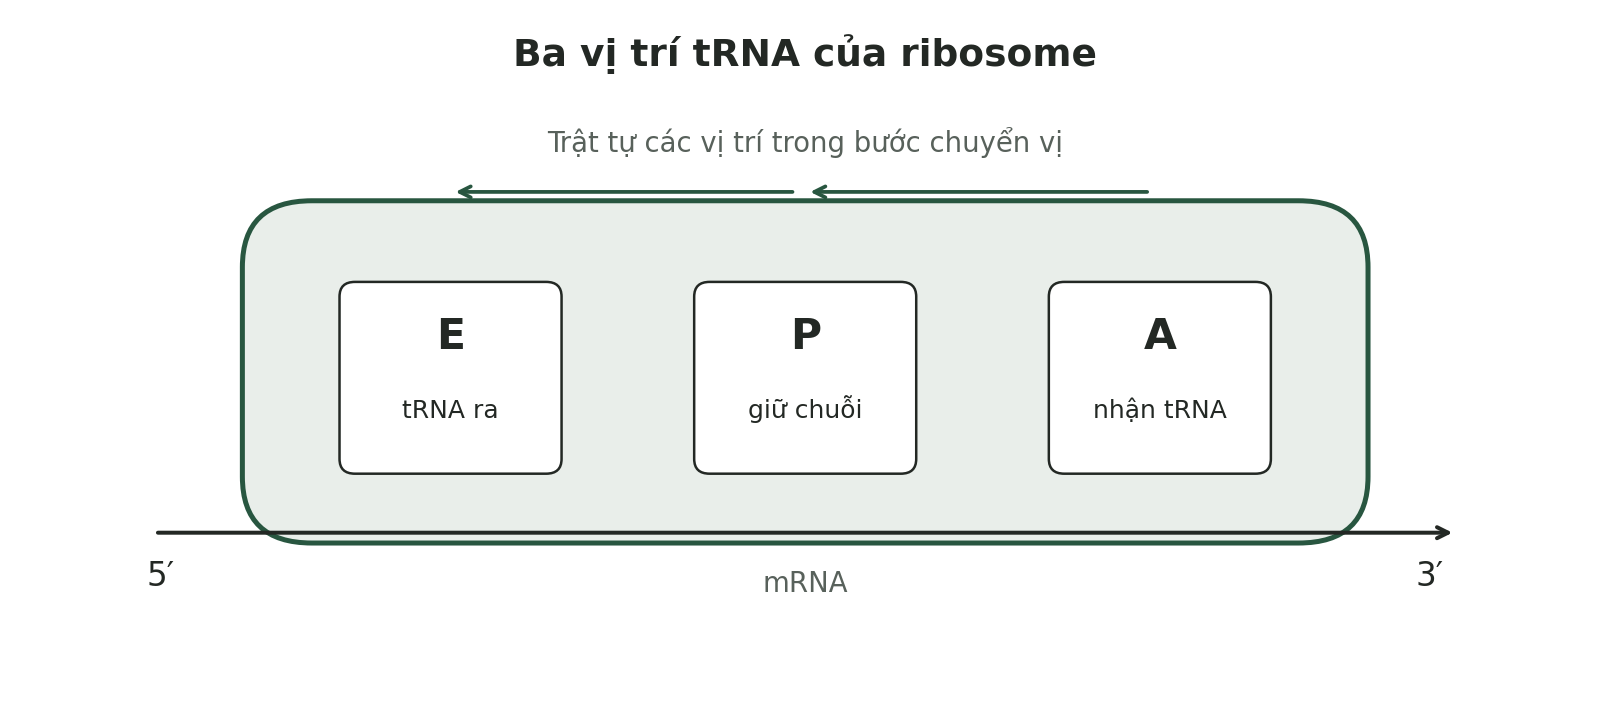 Ba vị trí tRNA của ribosome
Trật tự các vị trí trong bước chuyển vị
E
tRNA ra
P
giữ chuỗi
A
nhận tRNA
5′
mRNA
3′